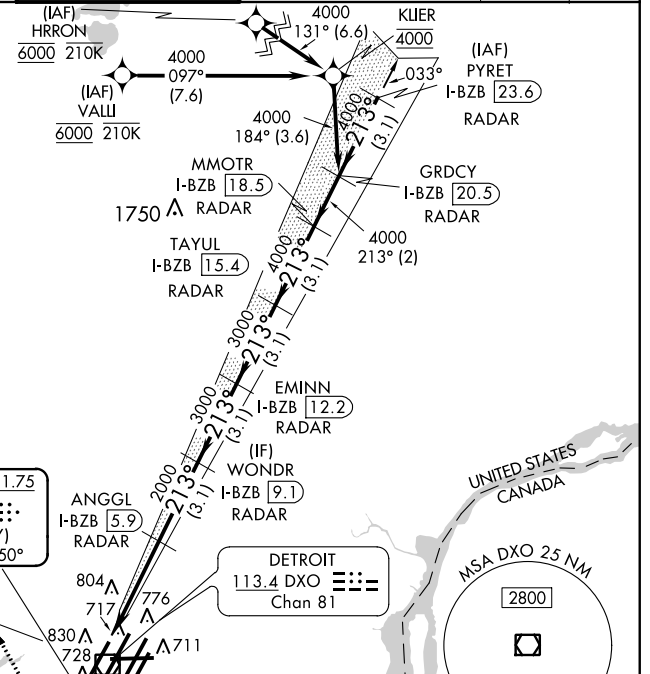 (IAF)
HRRON
6000 210K
4000
131° (6.6)
KLIER
4000
4000
097°
(7.6)
(IAF)
VALLI
6000 210K
033°
(IAF)
PYRET
I-BZB 23.6
RADAR
4000
213°
(3.1)
4000
184° (3.6)
MMOTR
I-BZB 18.5
RADAR
GRDCY
I-BZB 20.5
RADAR
1750
4000
213° (2)
TAYUL
I-BZB 15.4
RADAR
4000
213°
(3.1)
3000
213°
(3.1)
EMINN
I-BZB 12.2
RADAR
3000
213°
(3.1)
(IF)
WONDR
I-BZB 9.1
RADAR
2000
213°
(3.1)
ANGGL
I-BZB 5.9
RADAR
1.75
)
50°
UNITED STATES
CANADA
DETROIT
113.4 DXO
Chan 81
MSA DXO 25 NM
2800
804
717
776
830
728
711